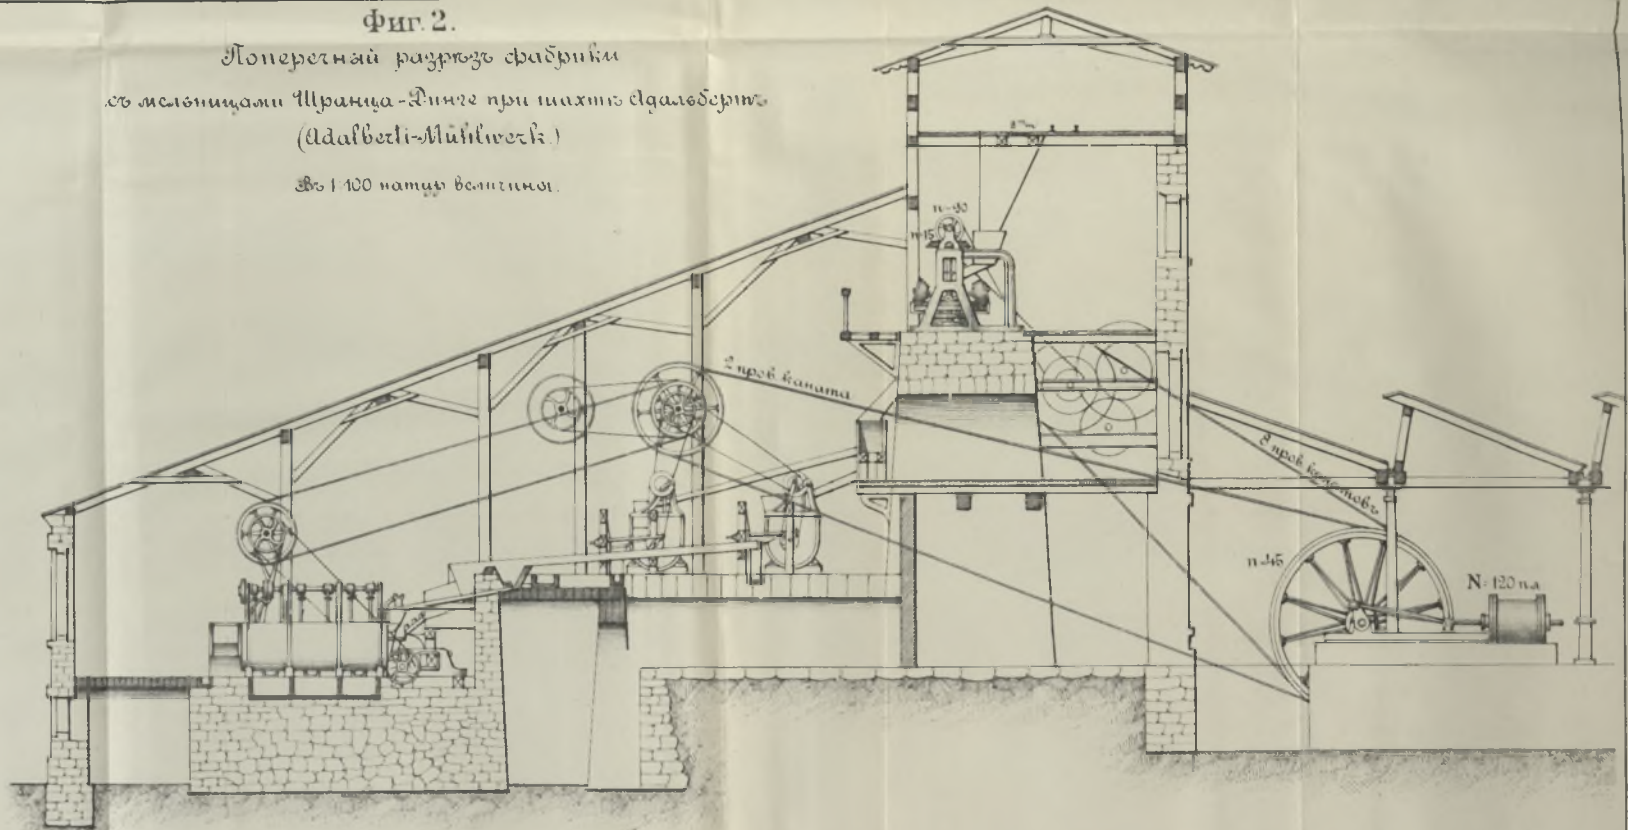 Фиг. 2.
Поперечный разрѣзъ фабрики
съ мельницами Шранца-Динге при шахтѣ Адальбертъ
(Adalberti-Mühlwerk.)
Въ 1:100 натур величины.
n=90
n=15
2 пров. каната
8 пров. канатовъ
n=45
N=120 п.л.